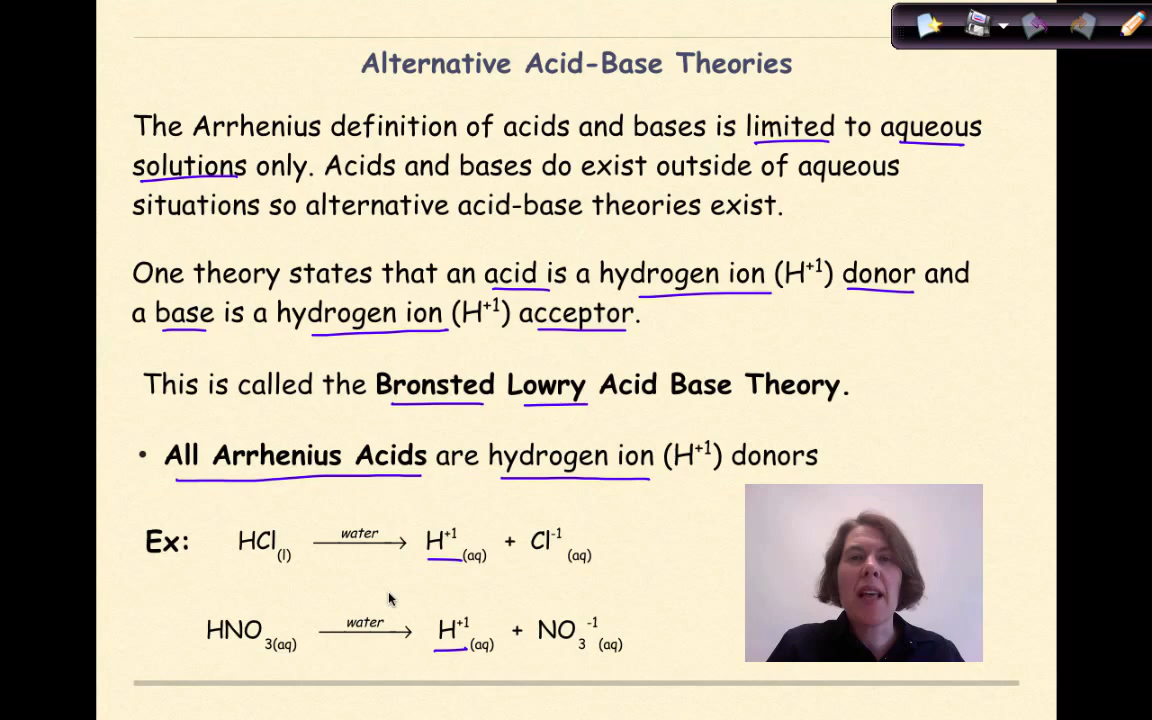 Alternative Acid-Base Theories
The Arrhenius definition of acids and bases is limited to aqueous
solutions only. Acids and bases do exist outside of aqueous
situations so alternative acid-base theories exist.
One theory states that an acid is a hydrogen ion (H⁺¹) donor and
a base is a hydrogen ion (H⁺¹) acceptor.
This is called the Bronsted Lowry Acid Base Theory.
• All Arrhenius Acids are hydrogen ion (H⁺¹) donors
Ex: HCl(l) water → H⁺¹(aq) + Cl⁻¹(aq)
HNO₃(aq) water → H⁺¹(aq) + NO₃⁻¹(aq)